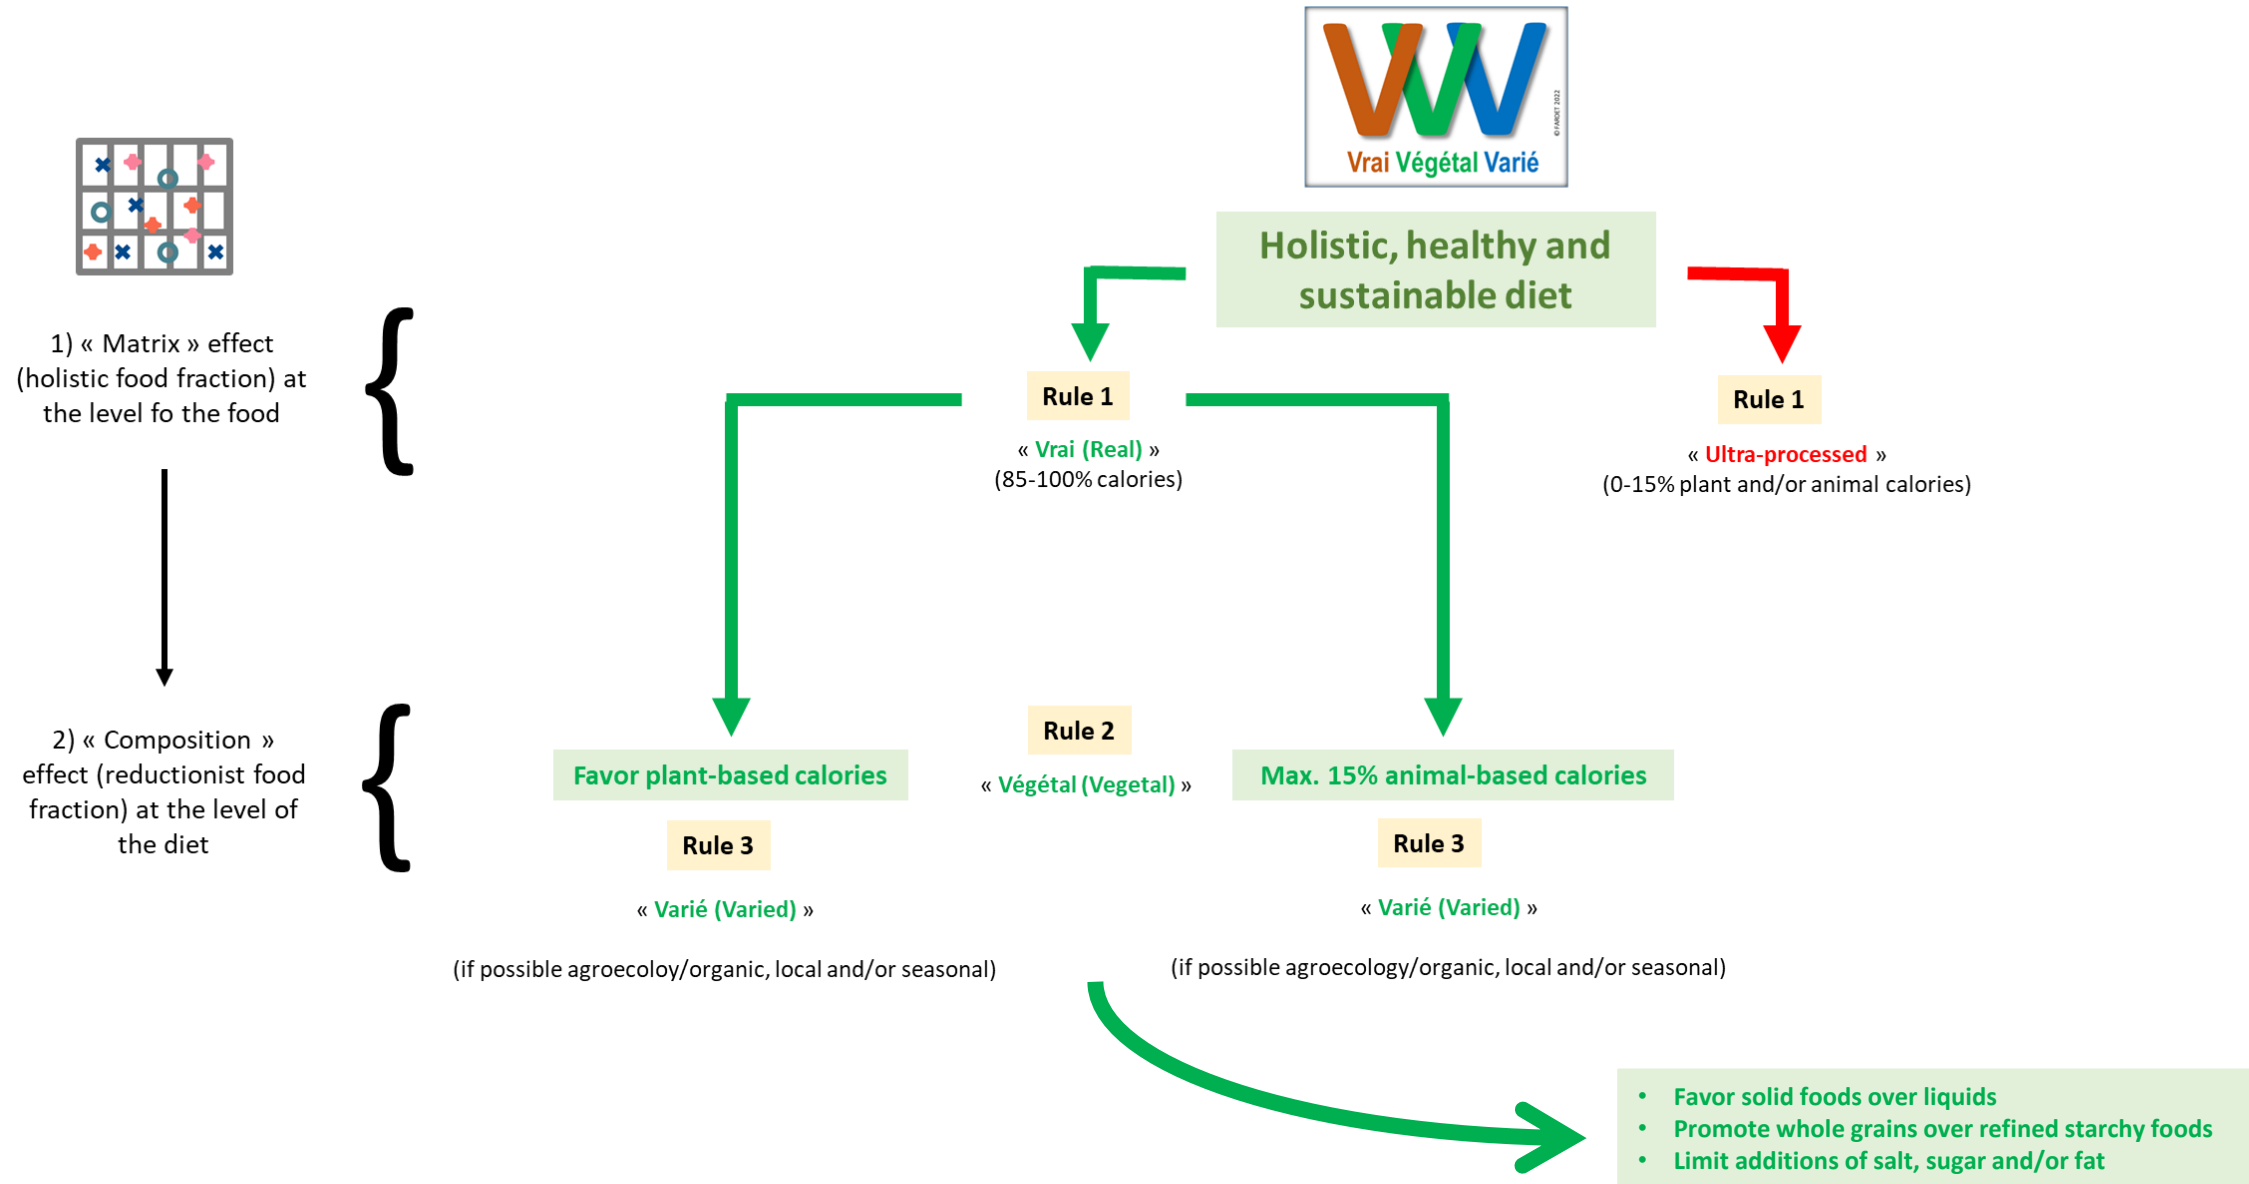 VVV
© FARDET 2022
Vrai Végétal Varié
Holistic, healthy and
sustainable diet
1) « Matrix » effect
(holistic food fraction) at
the level fo the food
Rule 1
« Vrai (Real) »
(85-100% calories)
Rule 1
« Ultra-processed »
(0-15% plant and/or animal calories)
2) « Composition »
effect (reductionist food
fraction) at the level of
the diet
Favor plant-based calories
Rule 2
« Végétal (Vegetal) »
Max. 15% animal-based calories
Rule 3
« Varié (Varied) »
(if possible agroecoloy/organic, local and/or seasonal)
Rule 3
« Varié (Varied) »
(if possible agroecology/organic, local and/or seasonal)
• Favor solid foods over liquids
• Promote whole grains over refined starchy foods
• Limit additions of salt, sugar and/or fat